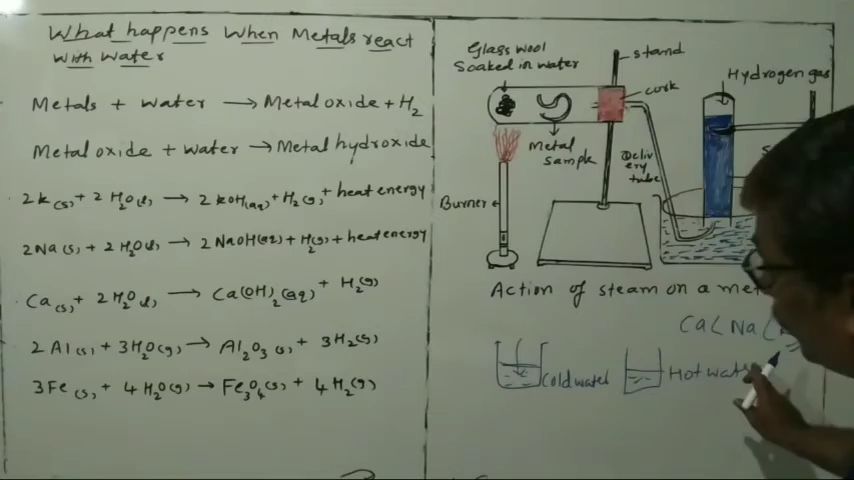 What happens When Metals react
with water
Metals + water → Metal oxide + H₂
Metal oxide + water → Metal hydroxide
2K(s) + 2H₂O(l) → 2KOH(aq) + H₂(g) + heat energy
2Na(s) + 2H₂O(l) → 2NaOH(aq) + H₂(g) + heat energy
Ca(s) + 2H₂O(l) → Ca(OH)₂(aq) + H₂(g)
2Al(s) + 3H₂O(g) → Al₂O₃(s) + 3H₂(g)
3Fe(s) + 4H₂O(g) → Fe₃O₄(s) + 4H₂(g)
Glass wool
Soaked in water
stand
cork
Hydrogen gas
Metal
sample
Deliv
ery
tube
Burner
Action of steam on a
Ca < Na <
Cold water
Hot